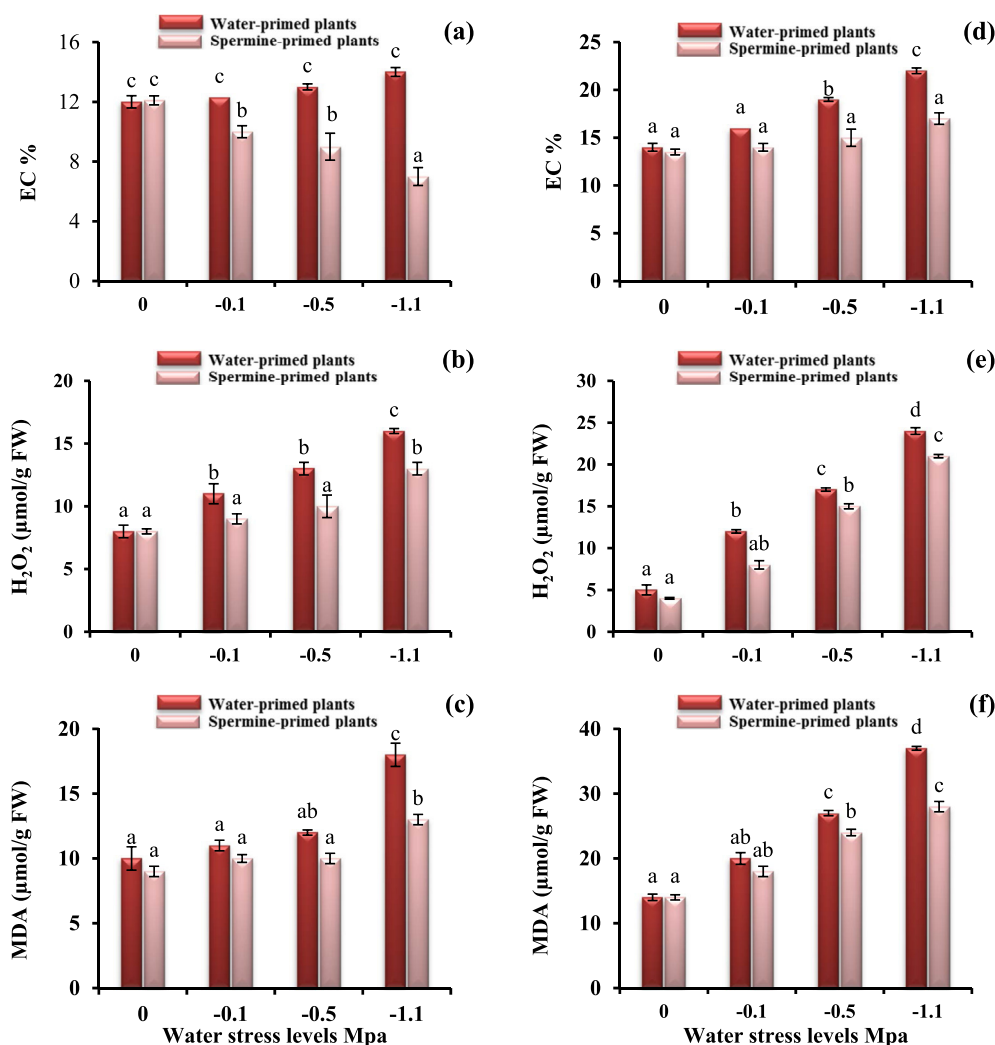 Water-primed plants
Spermine-primed plants
(a)
16
12
8
4
0
EC %
c c
c
b
c
b
c
a
0 -0.1 -0.5 -1.1
Water-primed plants
Spermine-primed plants
(d)
25
20
15
10
5
0
EC %
a a
a
a
b
a
c
a
0 -0.1 -0.5 -1.1
Water-primed plants
Spermine-primed plants
(b)
20
15
10
5
0
H₂O₂ (µmol/g FW)
a a
b
a
b
a
c
b
0 -0.1 -0.5 -1.1
Water-primed plants
Spermine-primed plants
(e)
30
25
20
15
10
5
0
H₂O₂ (µmol/g FW)
a a
b
ab
c
b
d
c
0 -0.1 -0.5 -1.1
Water-primed plants
Spermine-primed plants
(c)
20
15
10
5
0
MDA (µmol/g FW)
a
a
a
a
ab
a
c
b
0 -0.1 -0.5 -1.1
Water stress levels Mpa
Water-primed plants
Spermine-primed plants
(f)
40
30
20
10
0
MDA (µmol/g FW)
a a
ab ab
c
b
d
c
0 -0.1 -0.5 -1.1
Water stress levels Mpa